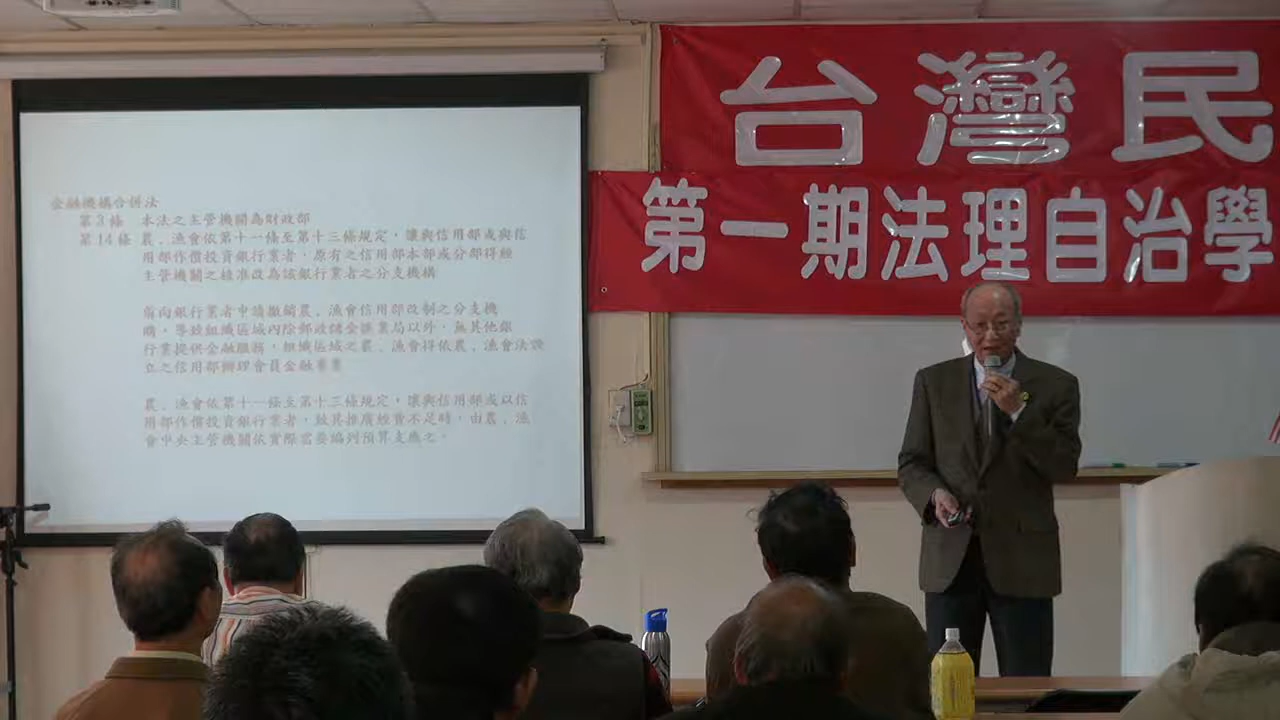 金融機構合併法
第3條 本法之主管機關為財政部
第14條 農、漁會依第十一條至第十三條規定，讓與信用部或與信
用部作價投資銀行業者，原有之信用部本部或分部得經
主管機關之核准改為該銀行業者之分支機構
前向銀行業者申請撤銷農、漁會信用部改制之分支機
構，導致組織區域內除郵政儲金匯業局以外，無其他銀
行業提供金融服務，組織區域之農、漁會得依農、漁會法設
立之信用部辦理會員金融事業
農、漁會依第十一條至第十三條規定，讓與信用部或以信
用部作價投資銀行業者，致其推廣經費不足時，由農、漁
會中央主管機關依實際需要編列預算支應之。
台灣民
第一期法理自治學